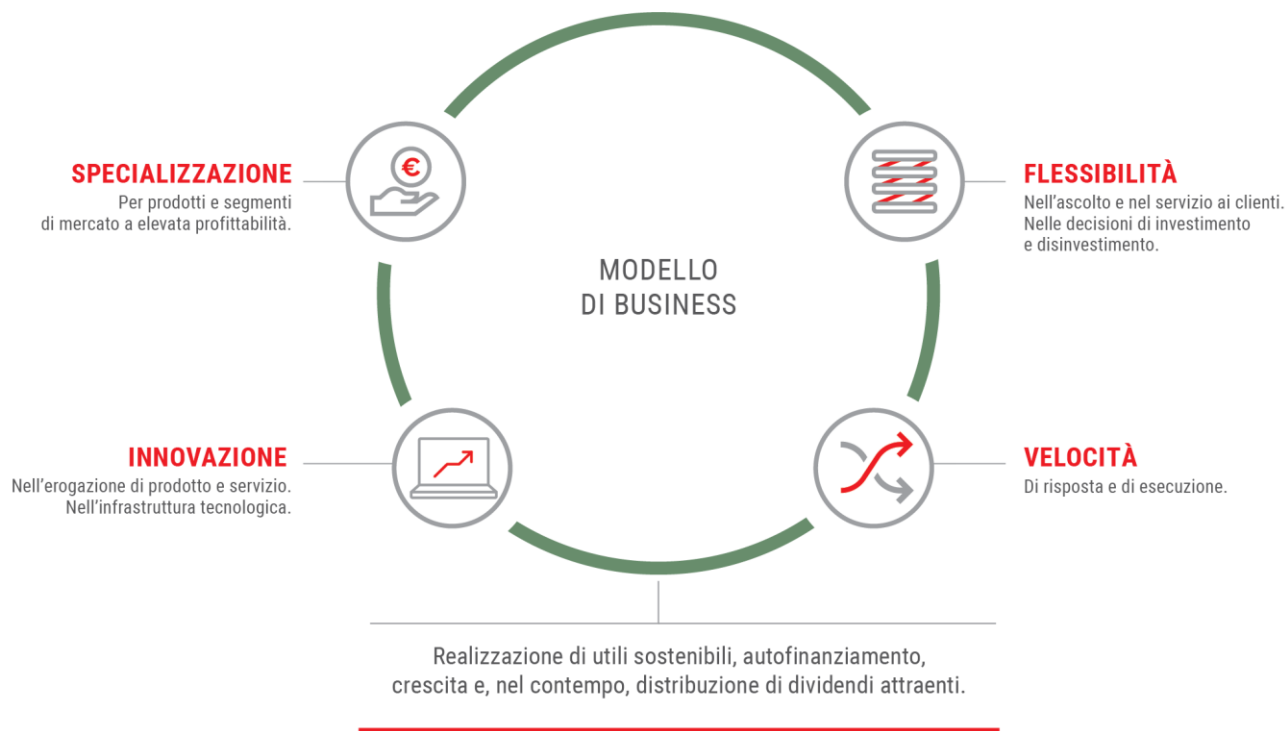 SPECIALIZZAZIONE
Per prodotti e segmenti
di mercato a elevata profittabilità.
€
FLESSIBILITÀ
Nell'ascolto e nel servizio ai clienti.
Nelle decisioni di investimento
e disinvestimento.
MODELLO
DI BUSINESS
INNOVAZIONE
Nell'erogazione di prodotto e servizio.
Nell'infrastruttura tecnologica.
VELOCITÀ
Di risposta e di esecuzione.
Realizzazione di utili sostenibili, autofinanziamento,
crescita e, nel contempo, distribuzione di dividendi attraenti.